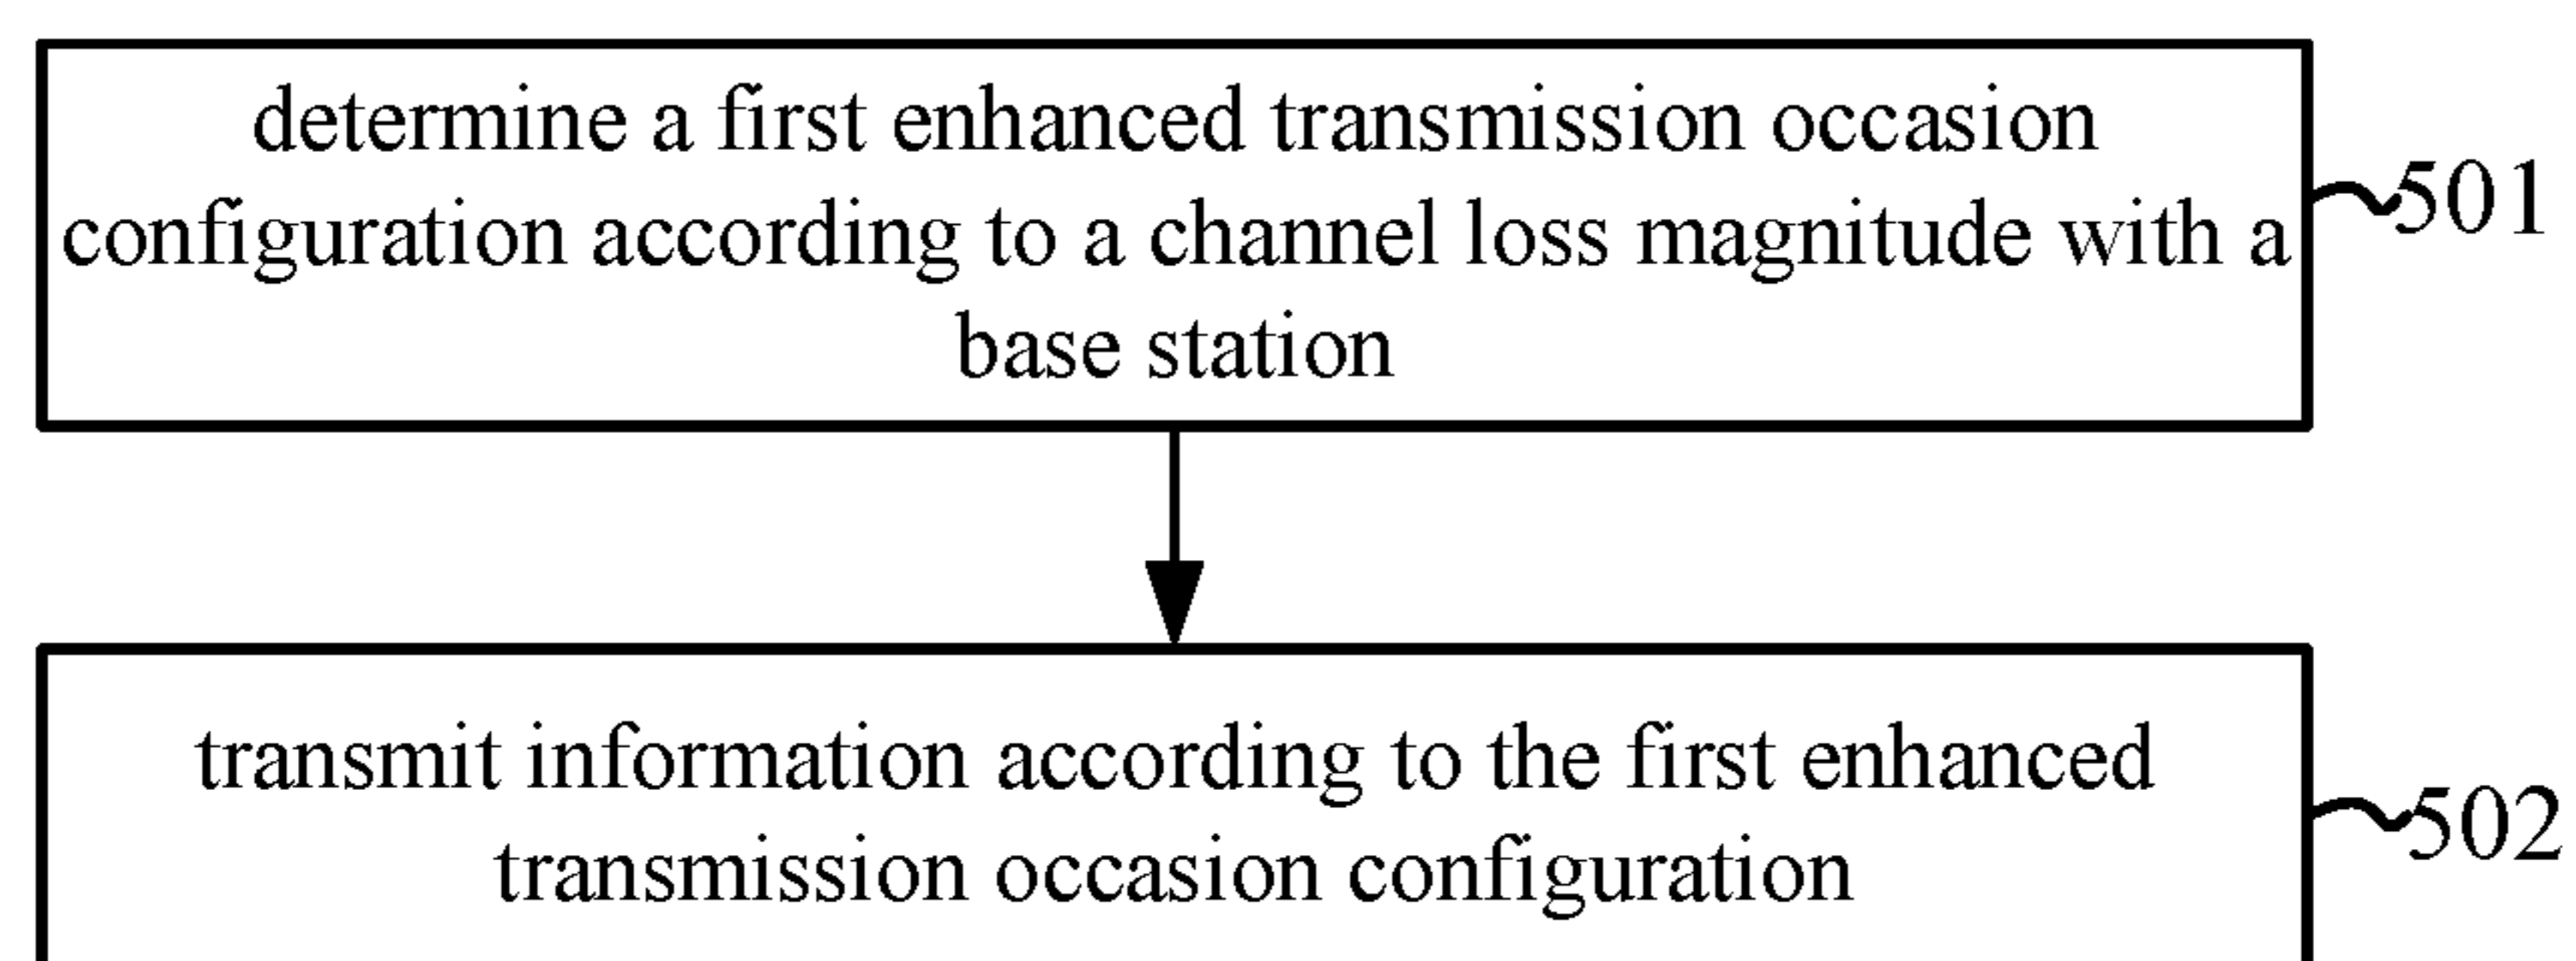 determine a first enhanced transmission occasion
configuration according to a channel loss magnitude with a
base station
501
transmit information according to the first enhanced
transmission occasion configuration
502